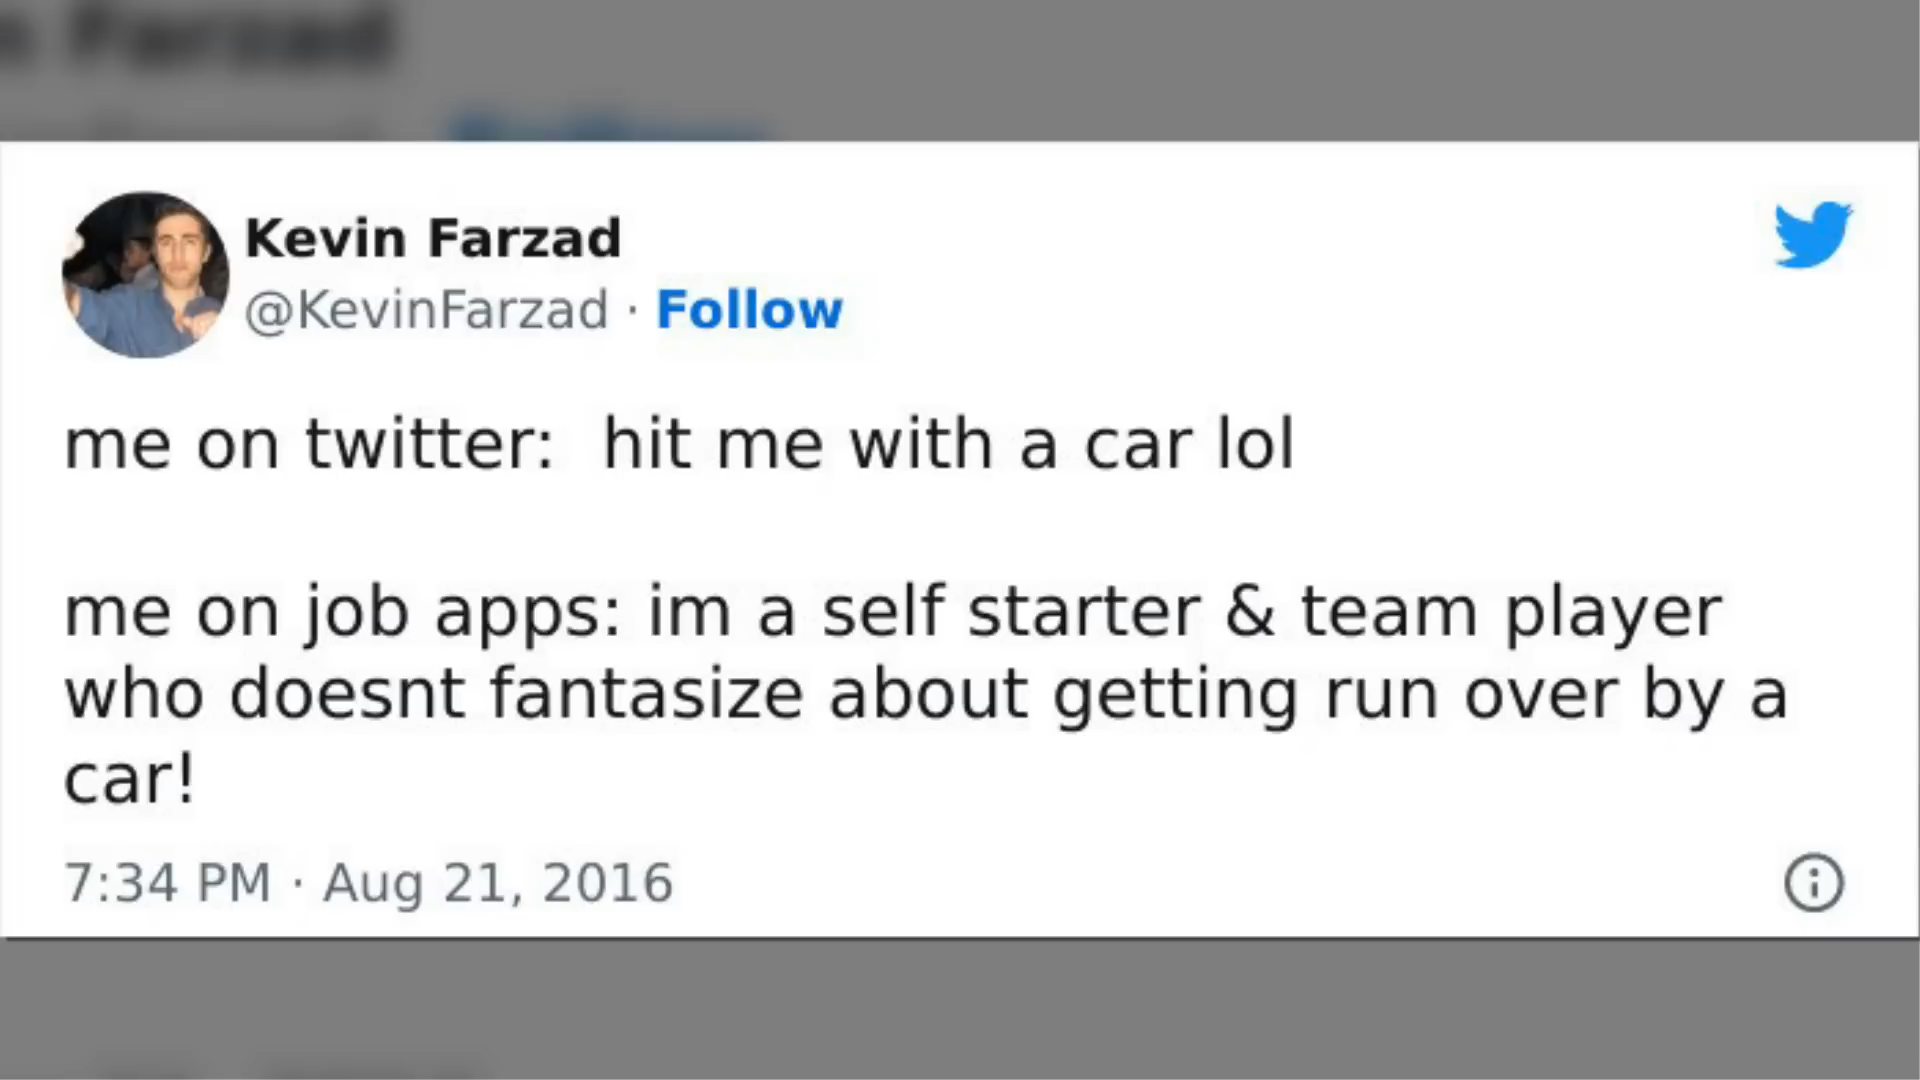 n Farzad
Kevin Farzad
@KevinFarzad · Follow
me on twitter:  hit me with a car lol
me on job apps: im a self starter & team player
who doesnt fantasize about getting run over by a
car!
7:34 PM · Aug 21, 2016